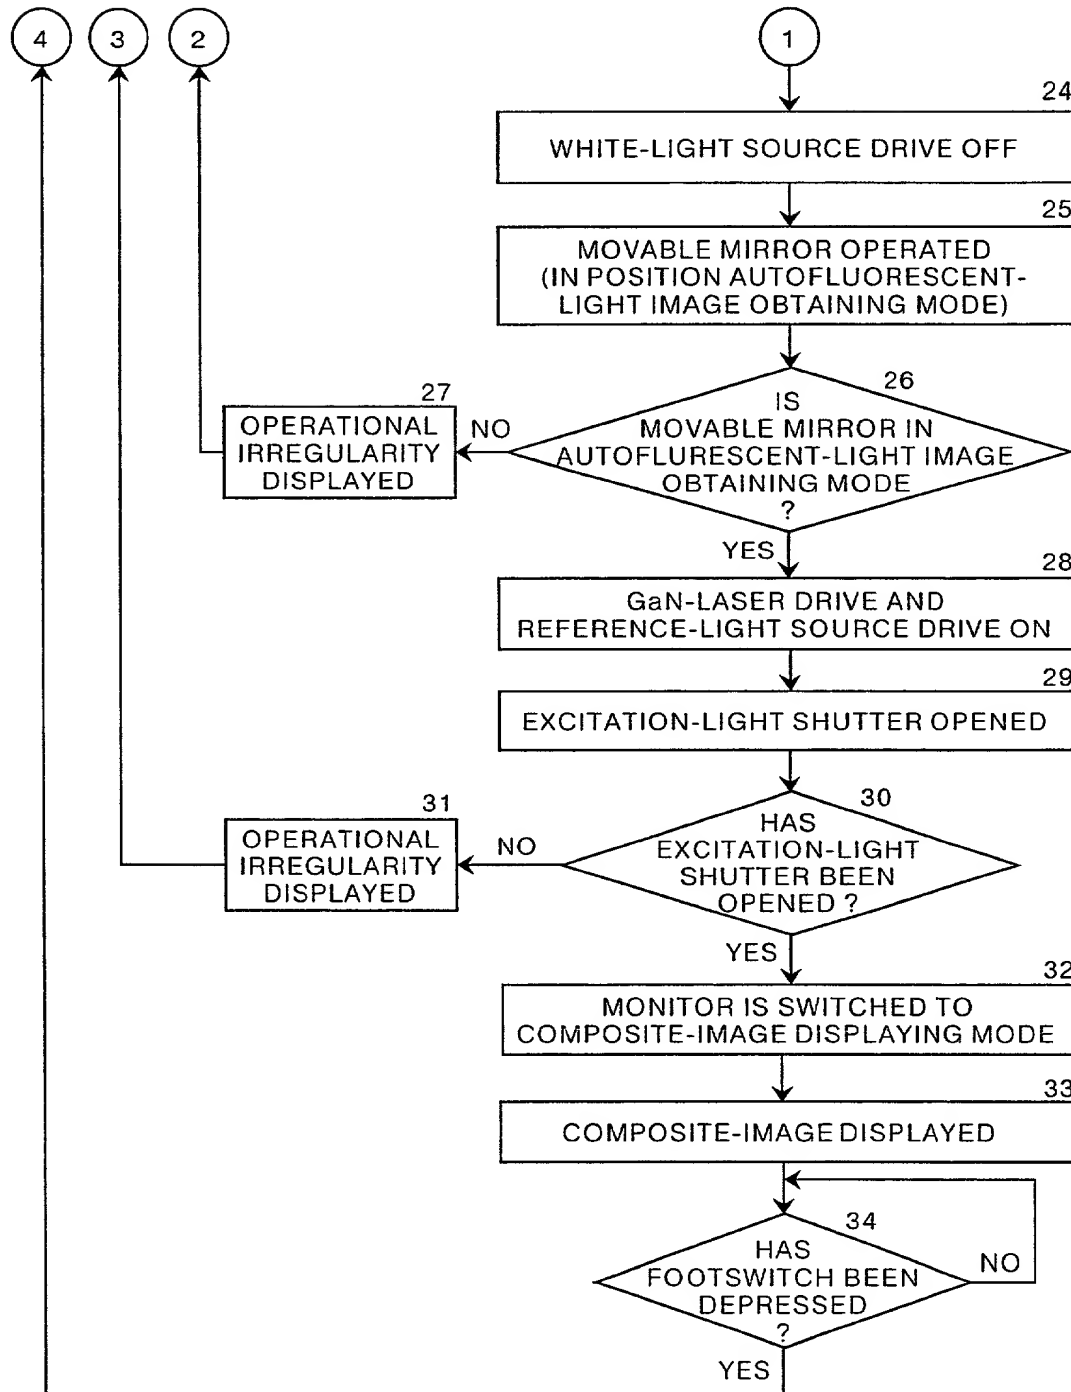 4
3
2
1
24
WHITE-LIGHT SOURCE DRIVE OFF
25
MOVABLE MIRROR OPERATED
(IN POSITION AUTOFLUORESCENT-
LIGHT IMAGE OBTAINING MODE)
26
IS
MOVABLE MIRROR IN
AUTOFLURESCENT-LIGHT IMAGE
OBTAINING MODE
?
NO
27
OPERATIONAL
IRREGULARITY
DISPLAYED
YES
28
GaN-LASER DRIVE AND
REFERENCE-LIGHT SOURCE DRIVE ON
29
EXCITATION-LIGHT SHUTTER OPENED
30
HAS
EXCITATION-LIGHT
SHUTTER BEEN
OPENED ?
NO
31
OPERATIONAL
IRREGULARITY
DISPLAYED
YES
32
MONITOR IS SWITCHED TO
COMPOSITE-IMAGE DISPLAYING MODE
33
COMPOSITE-IMAGE DISPLAYED
34
HAS
FOOTSWITCH BEEN
DEPRESSED
?
NO
YES